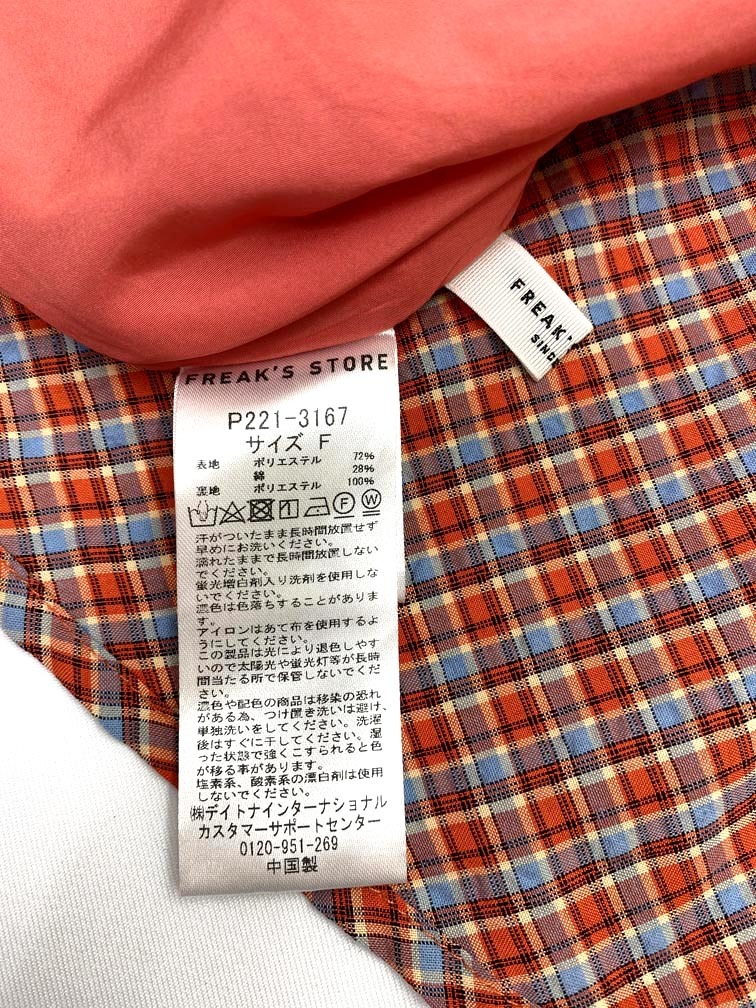 FREAK'S
SINCE
FREAK'S STORE
P221-3167
サイズ F
表地 ポリエステル 72%
綿 28%
裏地 ポリエステル 100%
F W
汗がついたまま長時間放置せず
早めにお洗いください。
濡れたままで長時間放置しない
でください。
蛍光増白剤入り洗剤を使用しな
いでください。
濃色は色落ちすることがありま
す。
アイロンはあて布を使用するよ
うにしてください。
この製品は光により退色しやす
いので太陽光や蛍光灯等が長時
間当たる所で保管しないでくだ
さい。
濃色や配色の商品は移染の恐れ
がある為、つけ置き洗いは避け、
単独洗いをしてください。洗濯
後はすぐに干してください。湿
った状態で強くこすられると色
が移る事があります。
塩素系、酸素系の漂白剤は使用
しないでください。
㈱デイトナインターナショナル
カスタマーサポートセンター
0120-951-269
中国製